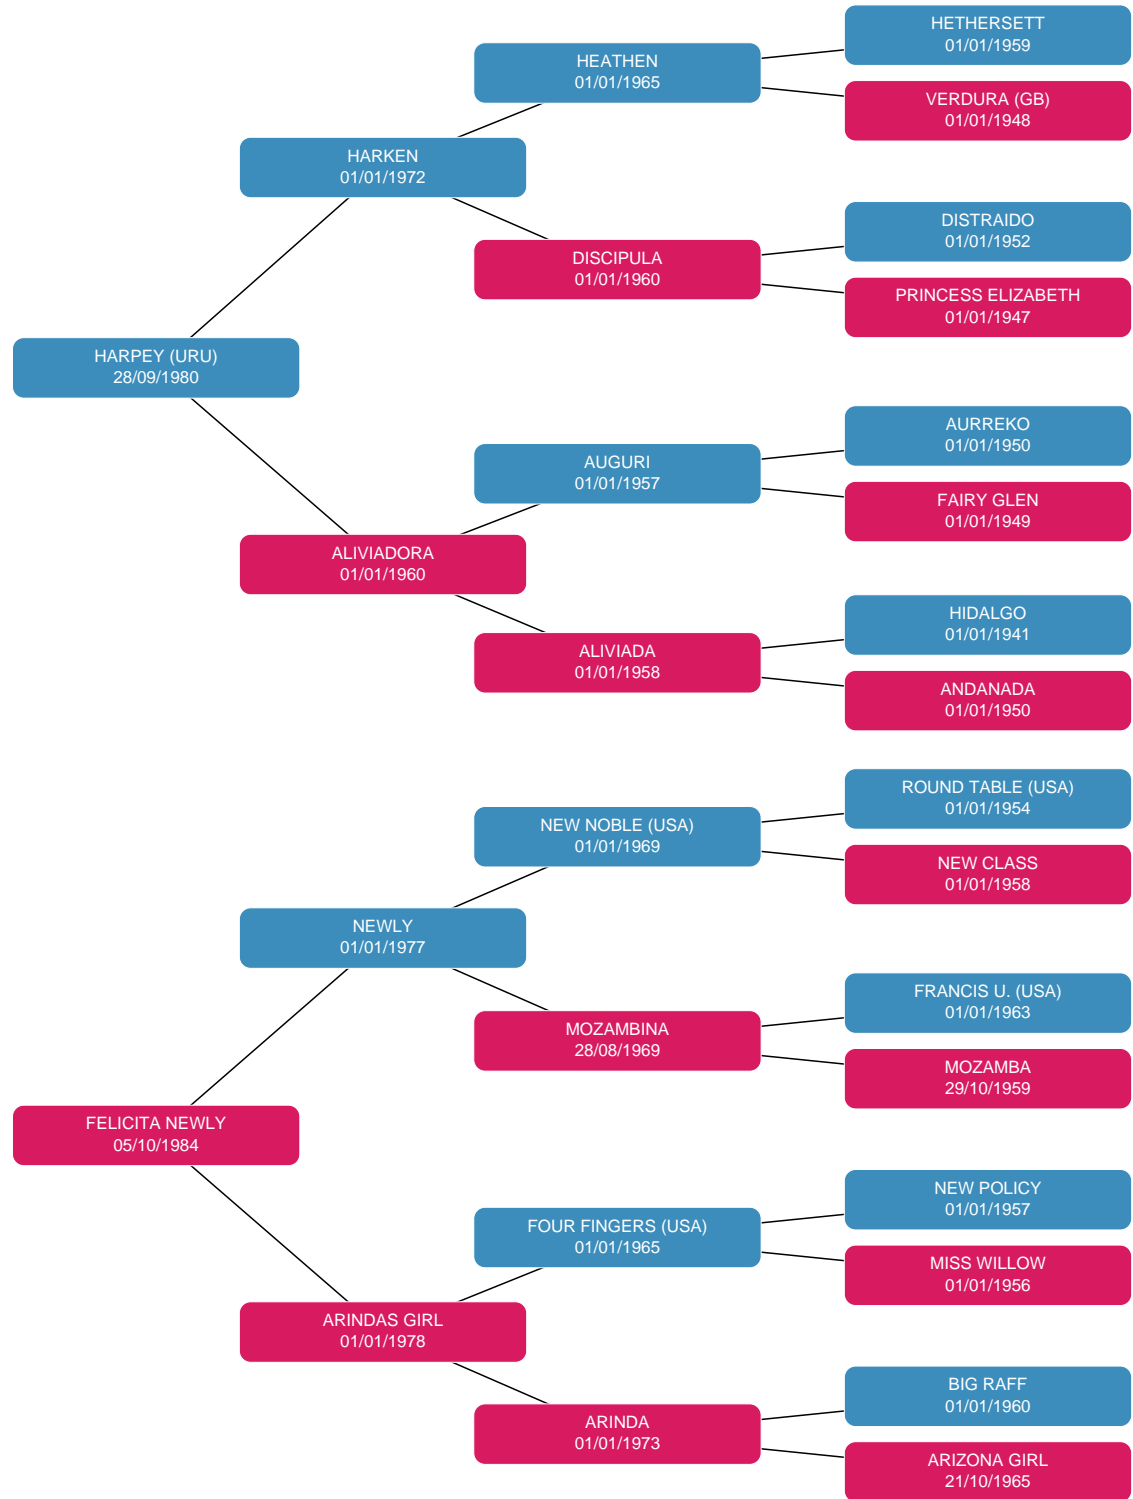 HETHERSETT
01/01/1959
HEATHEN
01/01/1965
VERDURA (GB)
01/01/1948
HARKEN
01/01/1972
DISTRAIDO
01/01/1952
DISCIPULA
01/01/1960
PRINCESS ELIZABETH
01/01/1947
HARPEY (URU)
28/09/1980
AURREKO
01/01/1950
AUGURI
01/01/1957
FAIRY GLEN
01/01/1949
ALIVIADORA
01/01/1960
HIDALGO
01/01/1941
ALIVIADA
01/01/1958
ANDANADA
01/01/1950
ROUND TABLE (USA)
01/01/1954
NEW NOBLE (USA)
01/01/1969
NEW CLASS
01/01/1958
NEWLY
01/01/1977
FRANCIS U. (USA)
01/01/1963
MOZAMBINA
28/08/1969
MOZAMBA
29/10/1959
FELICITA NEWLY
05/10/1984
NEW POLICY
01/01/1957
FOUR FINGERS (USA)
01/01/1965
MISS WILLOW
01/01/1956
ARINDAS GIRL
01/01/1978
BIG RAFF
01/01/1960
ARINDA
01/01/1973
ARIZONA GIRL
21/10/1965